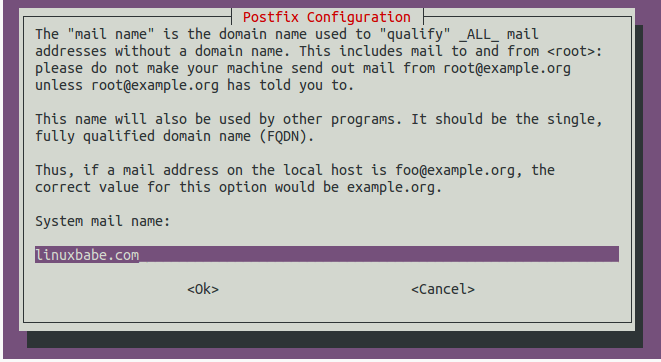 Postfix Configuration
The "mail name" is the domain name used to "qualify" _ALL_ mail
addresses without a domain name. This includes mail to and from <root>:
please do not make your machine send out mail from root@example.org
unless root@example.org has told you to.
This name will also be used by other programs. It should be the single,
fully qualified domain name (FQDN).
Thus, if a mail address on the local host is foo@example.org, the
correct value for this option would be example.org.
System mail name:
linuxbabe.com
<Ok> <Cancel>